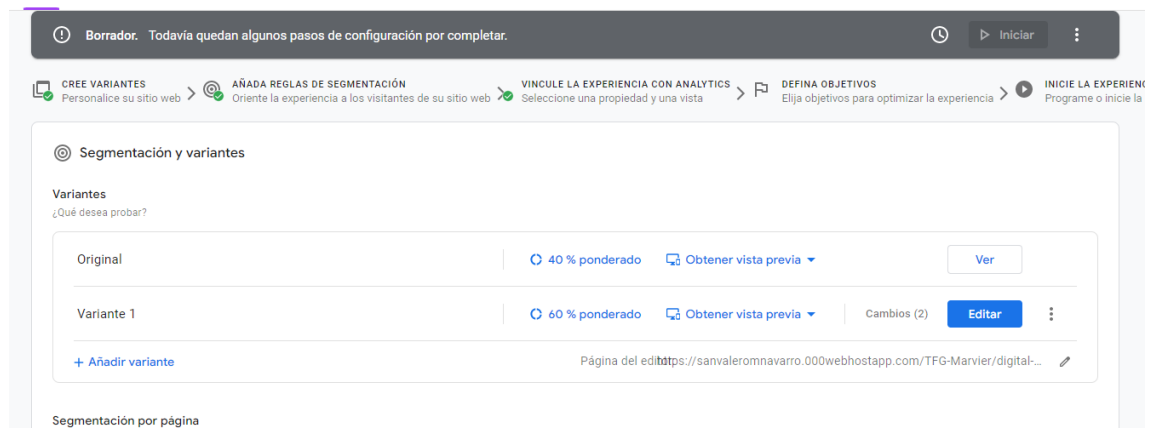 Borrador. Todavía quedan algunos pasos de configuración por completar.
Iniciar
CREE VARIANTES
Personalice su sitio web
AÑADA REGLAS DE SEGMENTACIÓN
Oriente la experiencia a los visitantes de su sitio web
VINCULE LA EXPERIENCIA CON ANALYTICS
Seleccione una propiedad y una vista
DEFINA OBJETIVOS
Elija objetivos para optimizar la experiencia
INICIE LA EXPERIENC
Programe o inicie la
Segmentación y variantes
Variantes
¿Qué desea probar?
Original
40 % ponderado
Obtener vista previa
Ver
Variante 1
60 % ponderado
Obtener vista previa
Cambios (2)
Editar
+ Añadir variante
Página del edit https://sanvaleromnavarro.000webhostapp.com/TFG-Marvier/digital-...
Segmentación por página